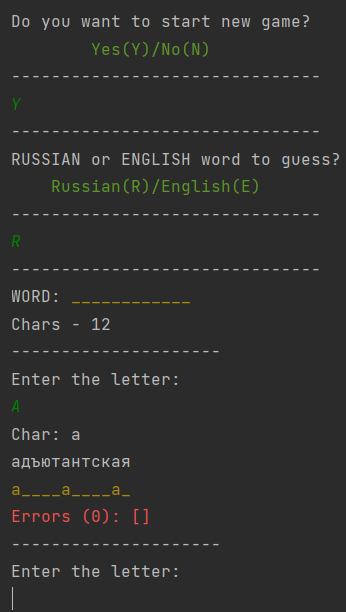 Do you want to start new game?
Yes(Y)/No(N)
-------------------------------
Y
-------------------------------
RUSSIAN or ENGLISH word to guess?
Russian(R)/English(E)
-------------------------------
R
-------------------------------
WORD: ____________
Chars - 12
---------------------
Enter the letter:
А
Char: а
адъютантская
а____а____а_
Errors (0): []
---------------------
Enter the letter: